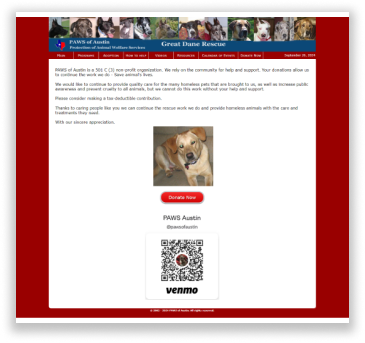 PAWS of Austin
Protection of Animal Welfare Services
Great Dane Rescue
Main Programs Adoption How to help Videos Resources Calendar of Events Donate Now September 26, 2024
PAWS of Austin is a 501 C (3) non-profit organization. We rely on the community for help and support. Your donations allow us
to continue the work we do - Save animal's lives.
We would like to continue to provide quality care for the many homeless pets that are brought to us, as well as increase public
awareness and prevent cruelty to all animals, but we cannot do this work without your help and support.
Please consider making a tax deductible contribution.
Thanks to caring people like you we can continue the rescue work we do and provide homeless animals with the care and
treatments they need.
With our sincere appreciation,
Donate Now
PAWS Austin
@pawsofaustin
venmo
PAWS of Austin All rights reserved